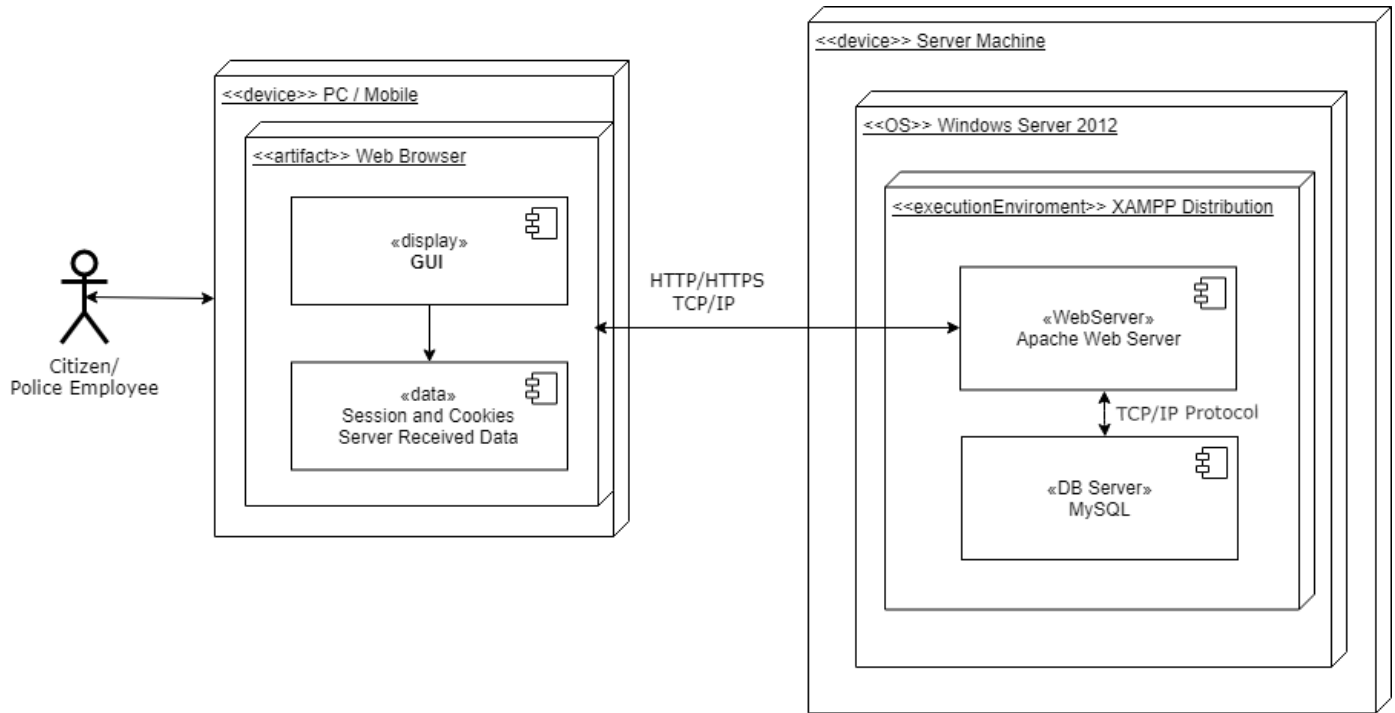 <<device>> Server Machine
<<device>> PC / Mobile
<<OS>> Windows Server 2012
<<artifact>> Web Browser
<<executionEnviroment>> XAMPP Distribution
«display»
GUI
HTTP/HTTPS
TCP/IP
«WebServer»
Apache Web Server
Citizen/
Police Employee
«data»
Session and Cookies
Server Received Data
TCP/IP Protocol
«DB Server»
MySQL